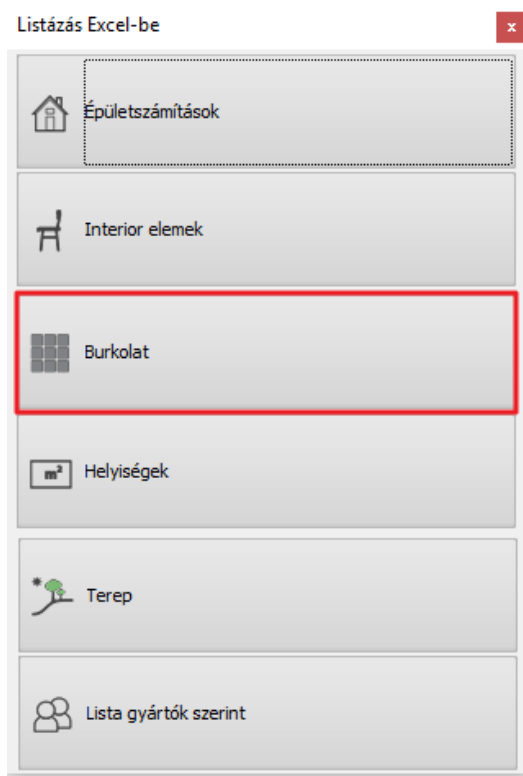 Listázás Excel-be
x
Épületszámítások
Interior elemek
Burkolat
m²
Helyiségek
Terep
Lista gyártók szerint